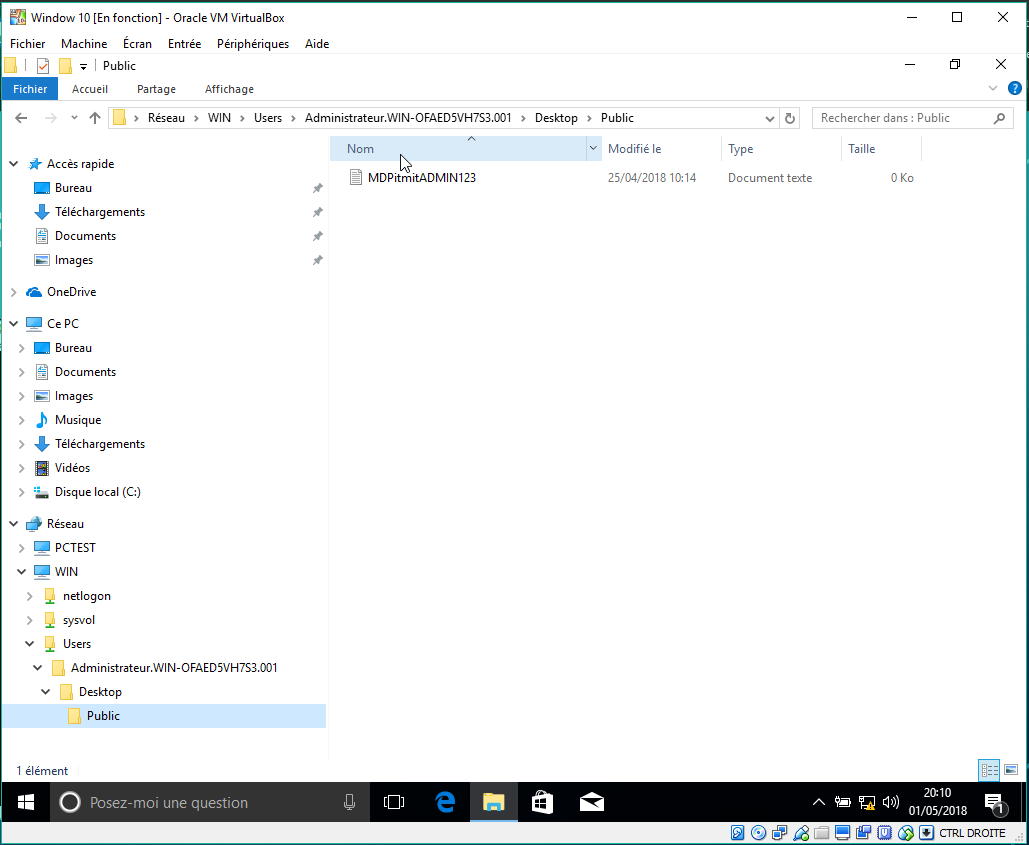 Window 10 [En fonction] - Oracle VM VirtualBox
Fichier Machine Écran Entrée Périphériques Aide
Public
Fichier Accueil Partage Affichage
Réseau WIN Users Administrateur.WIN-OFAED5VH7S3.001 Desktop Public
Rechercher dans : Public
Nom Modifié le Type Taille
MDPitmitADMIN123 25/04/2018 10:14 Document texte 0 Ko
Accès rapide
Bureau
Téléchargements
Documents
Images
OneDrive
Ce PC
Bureau
Documents
Images
Musique
Téléchargements
Vidéos
Disque local (C:)
Réseau
PCTEST
WIN
netlogon
sysvol
Users
Administrateur.WIN-OFAED5VH7S3.001
Desktop
Public
1 élément
Posez-moi une question
20:10
01/05/2018
1
CTRL DROITE